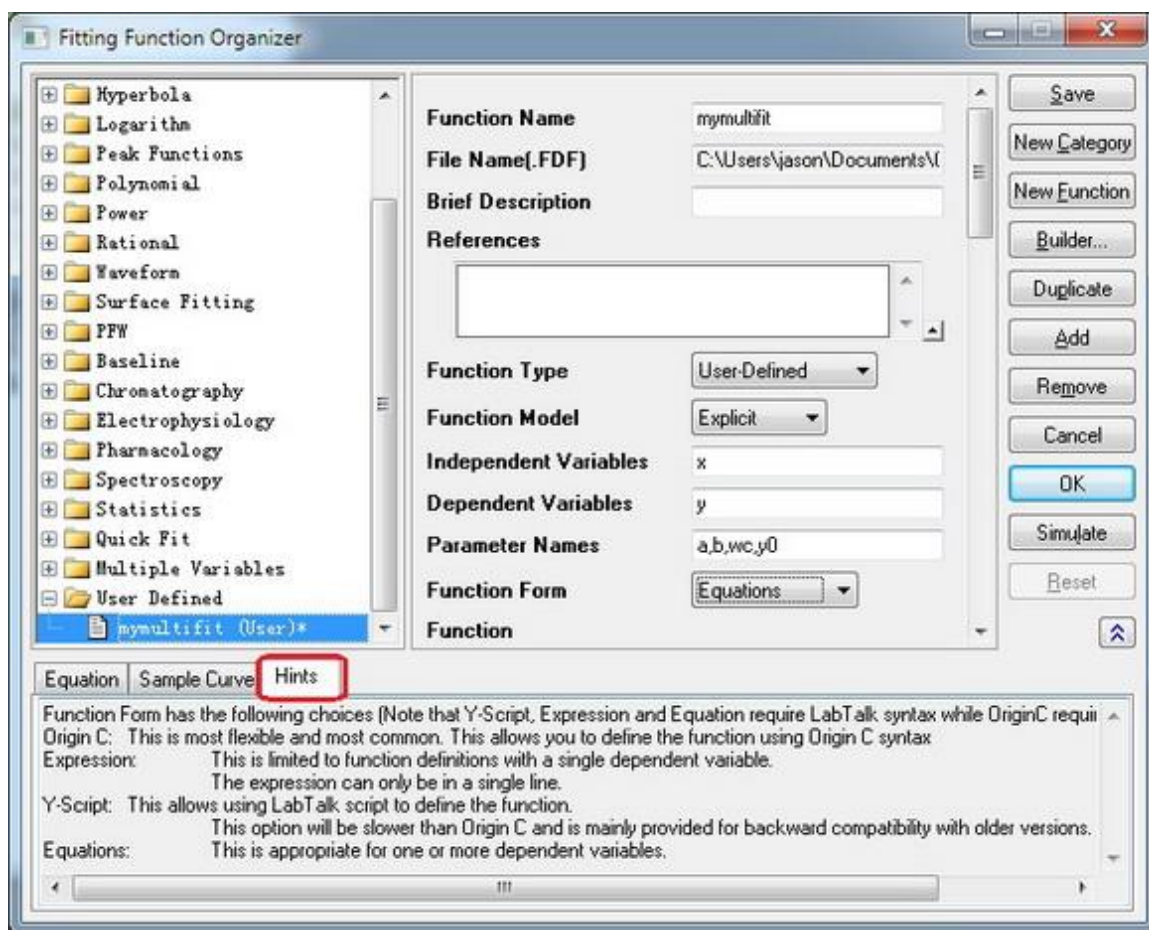 Fitting Function Organizer
Hyperbola
Logarithm
Peak Functions
Polynomial
Power
Rational
Waveform
Surface Fitting
PFW
Baseline
Chromatography
Electrophysiology
Pharmacology
Spectroscopy
Statistics
Quick Fit
Multiple Variables
User Defined
mymultifit (User)*
Function Name mymultifit
File Name(.FDF) C:\Users\jason\Documents\
Brief Description
References
Function Type User-Defined
Function Model Explicit
Independent Variables x
Dependent Variables y
Parameter Names a,b,wc,y0
Function Form Equations
Function
Save
New Category
New Function
Builder...
Duplicate
Add
Remove
Cancel
OK
Simulate
Reset
Equation Sample Curve Hints
Function Form has the following choices (Note that Y-Script, Expression and Equation require LabTalk syntax while OriginC requi
Origin C: This is most flexible and most common. This allows you to define the function using Origin C syntax
Expression: This is limited to function definitions with a single dependent variable.
The expression can only be in a single line.
Y-Script: This allows using LabTalk script to define the function.
This option will be slower than Origin C and is mainly provided for backward compatibility with older versions.
Equations: This is appropriate for one or more dependent variables.